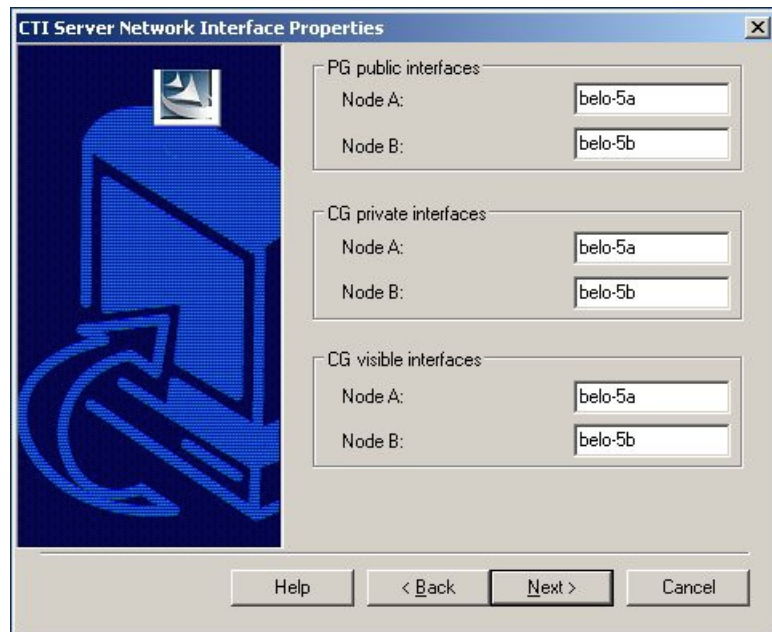 CTI Server Network Interface Properties
PG public interfaces
Node A: belo-5a
Node B: belo-5b
CG private interfaces
Node A: belo-5a
Node B: belo-5b
CG visible interfaces
Node A: belo-5a
Node B: belo-5b
Help < Back Next > Cancel